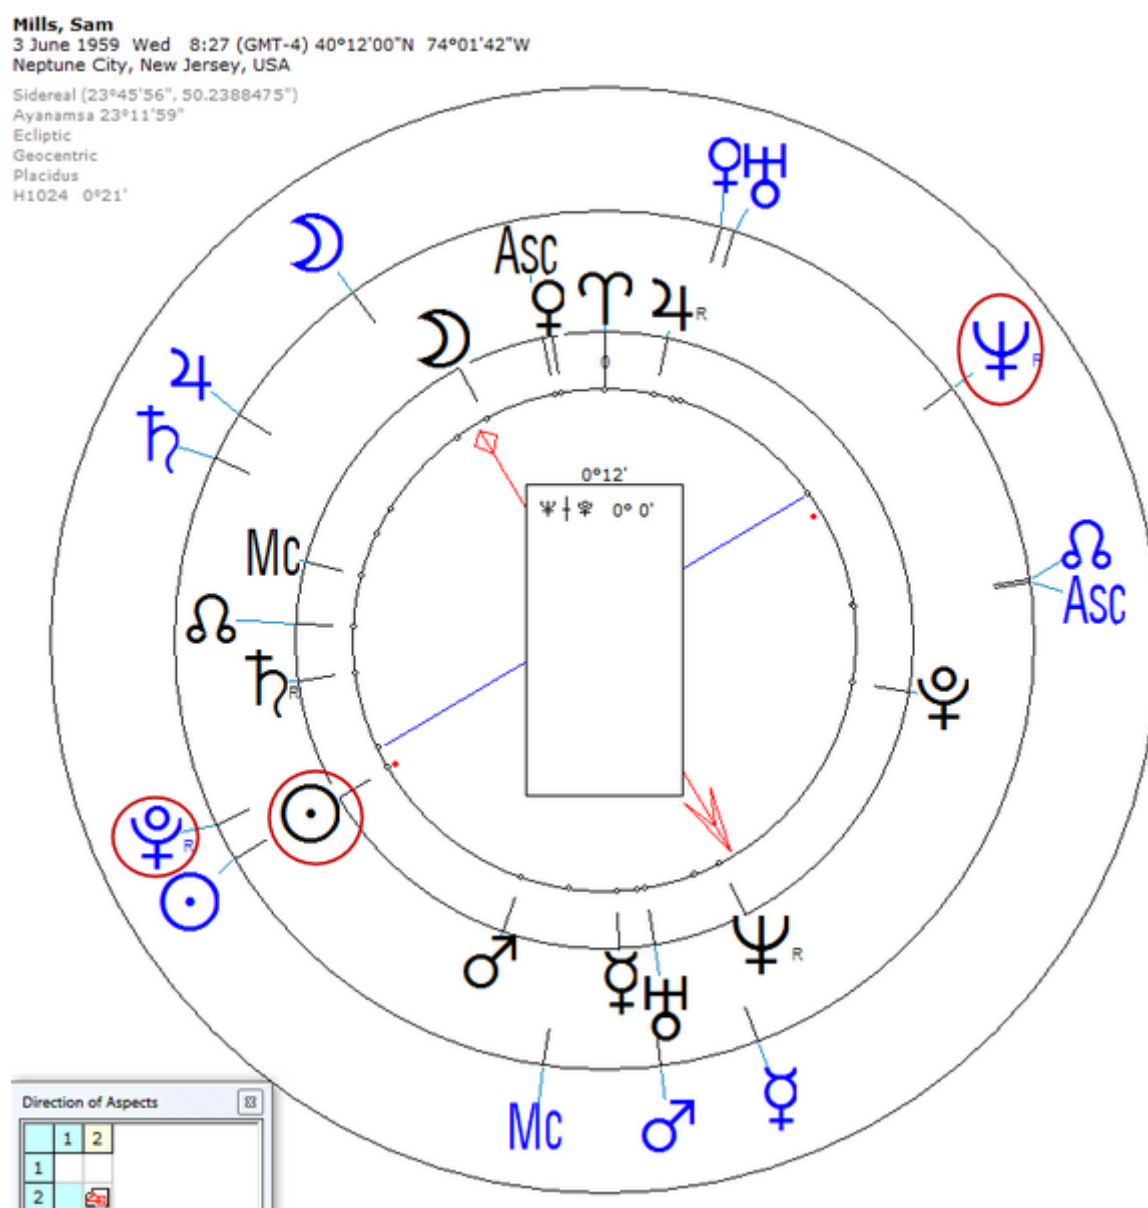 Mills, Sam
3 June 1959 Wed 8:27 (GMT-4) 40°12'00"N 74°01'42"W
Neptune City, New Jersey, USA
Sidereal (23°45'56", 50.2388475")
Ayanamsa 23°11'59"
Ecliptic
Geocentric
Placidus
H1024 0°21'
Asc
R
0
R
0°12'
0° 0'
Mc
Asc
R
R
R
Mc
Direction of Aspects
1 2
1
2